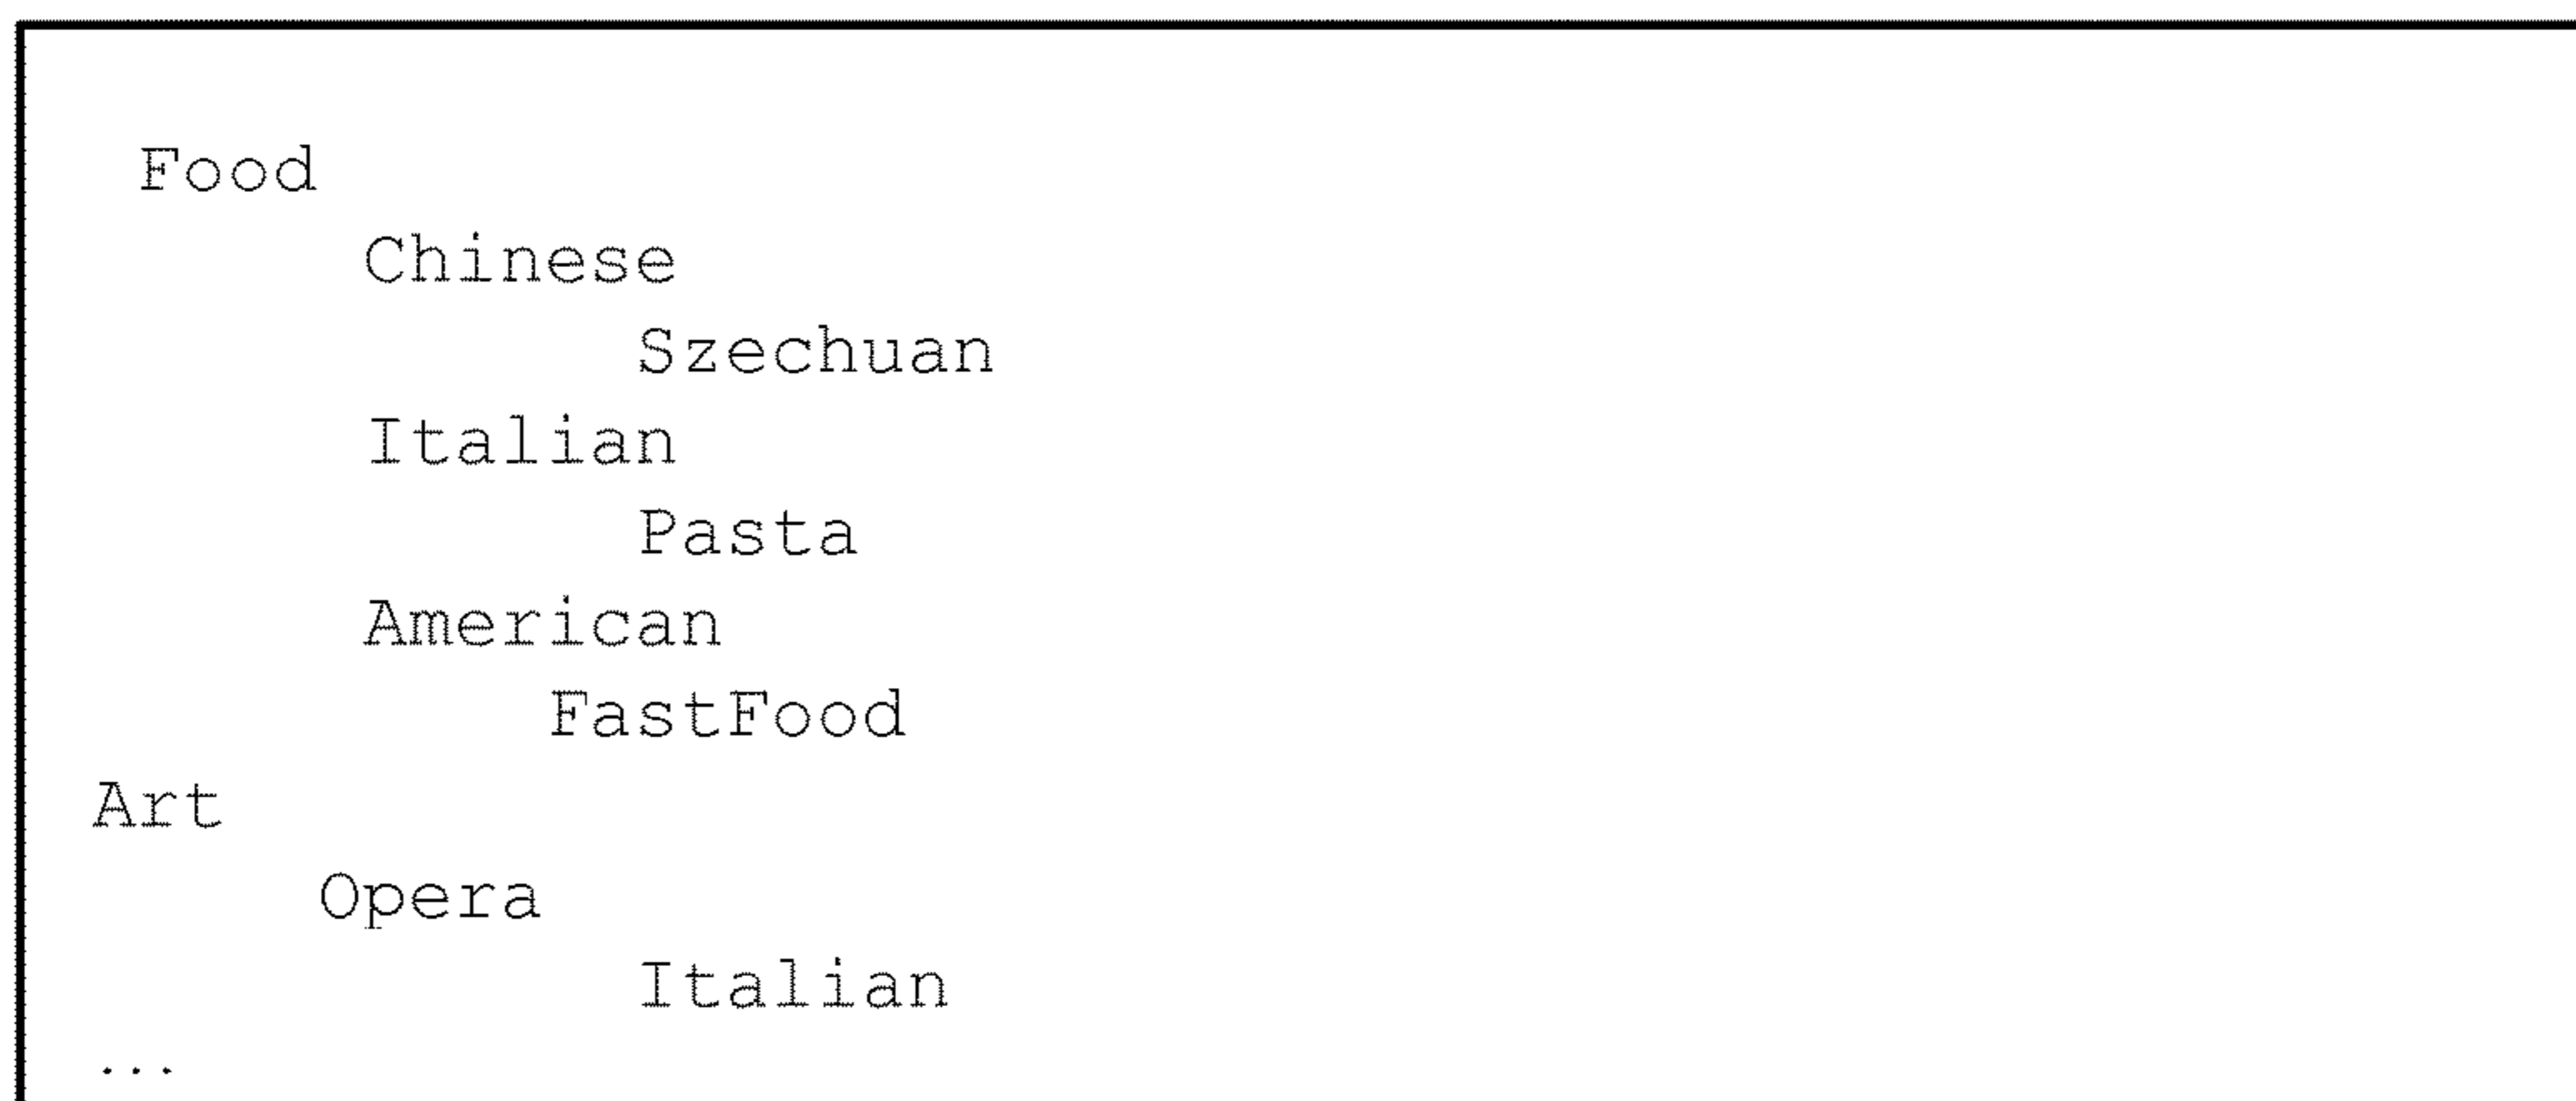 Food
Chinese
Szechuan
Italian
Pasta
American
FastFood
Art
Opera
Italian
...